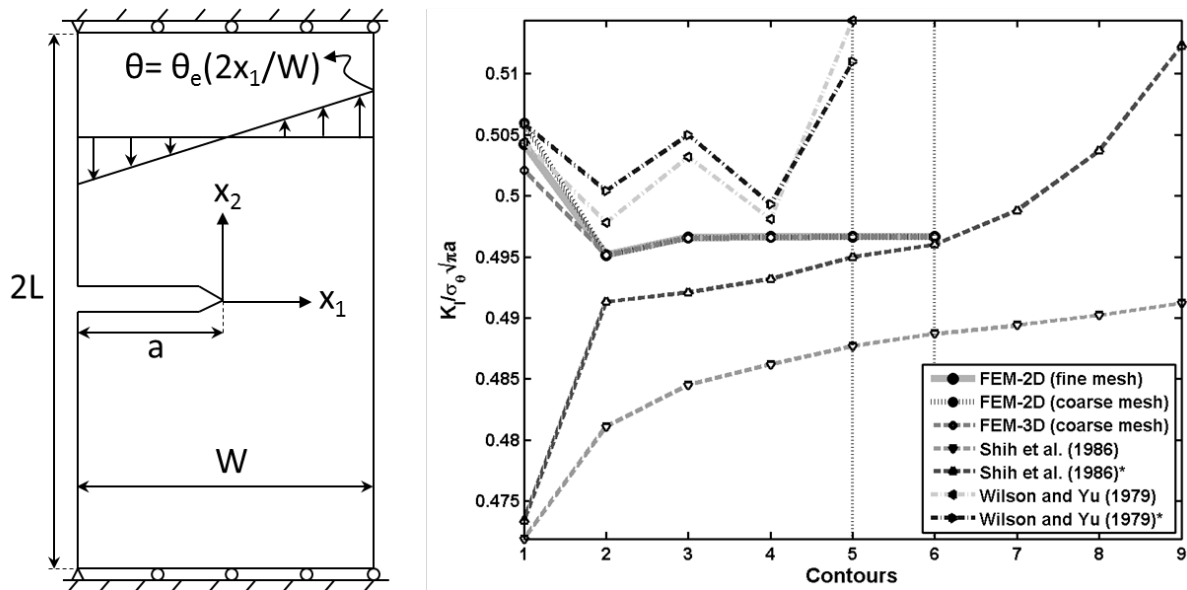 θ= θe(2x1/W)
x2
2L
x1
a
W
KI/σθ√πa
0.51
0.505
0.5
0.495
0.49
0.485
0.48
0.475
FEM-2D (fine mesh)
FEM-2D (coarse mesh)
FEM-3D (coarse mesh)
Shih et al. (1986)
Shih et al. (1986)*
Wilson and Yu (1979)
Wilson and Yu (1979)*
1 2 3 4 5 6 7 8 9
Contours